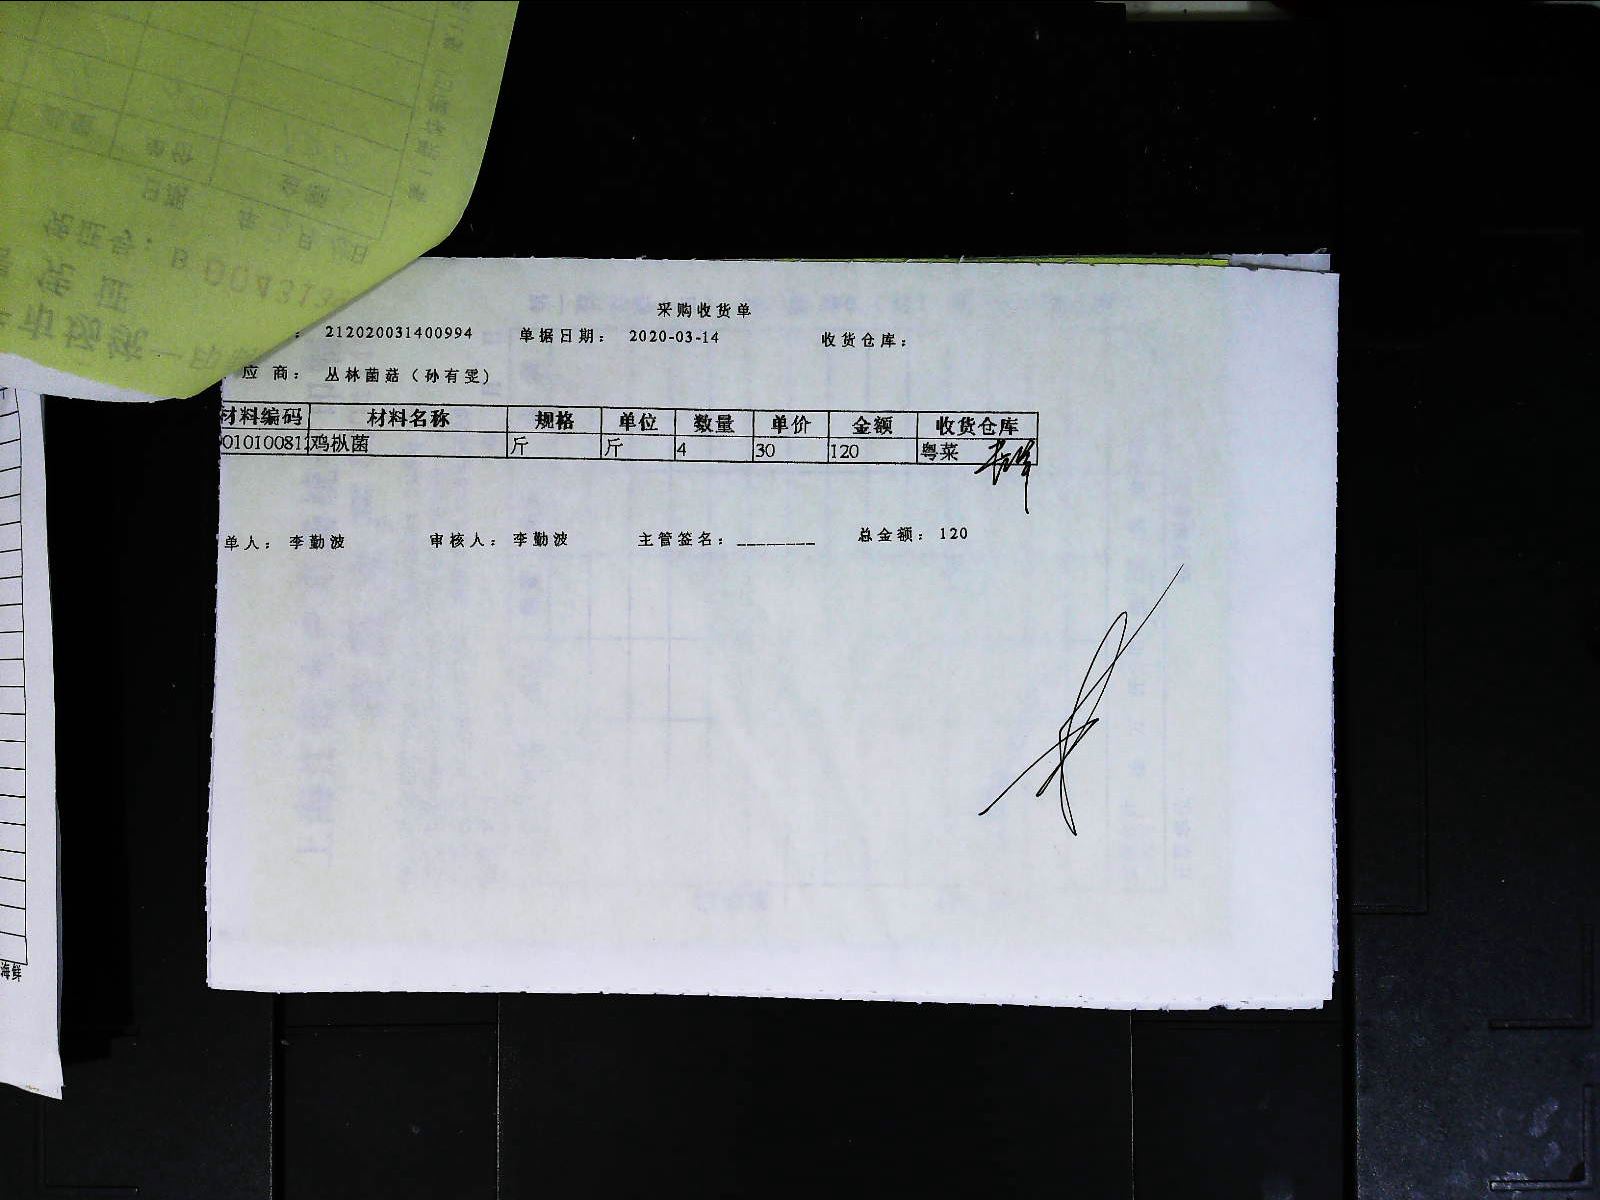 采购收货单
: 212020031400994 单据日期: 2020-03-14 收货仓库:
应 商: 丛林菌菇(孙有雯)
材料编码 材料名称 规格 单位 数量 单价 金额 收货仓库
010100812 鸡枞菌 斤 斤 4 30 120 粤菜
单人: 李勤波 审核人: 李勤波 主管签名: ________ 总金额: 120
海鲜